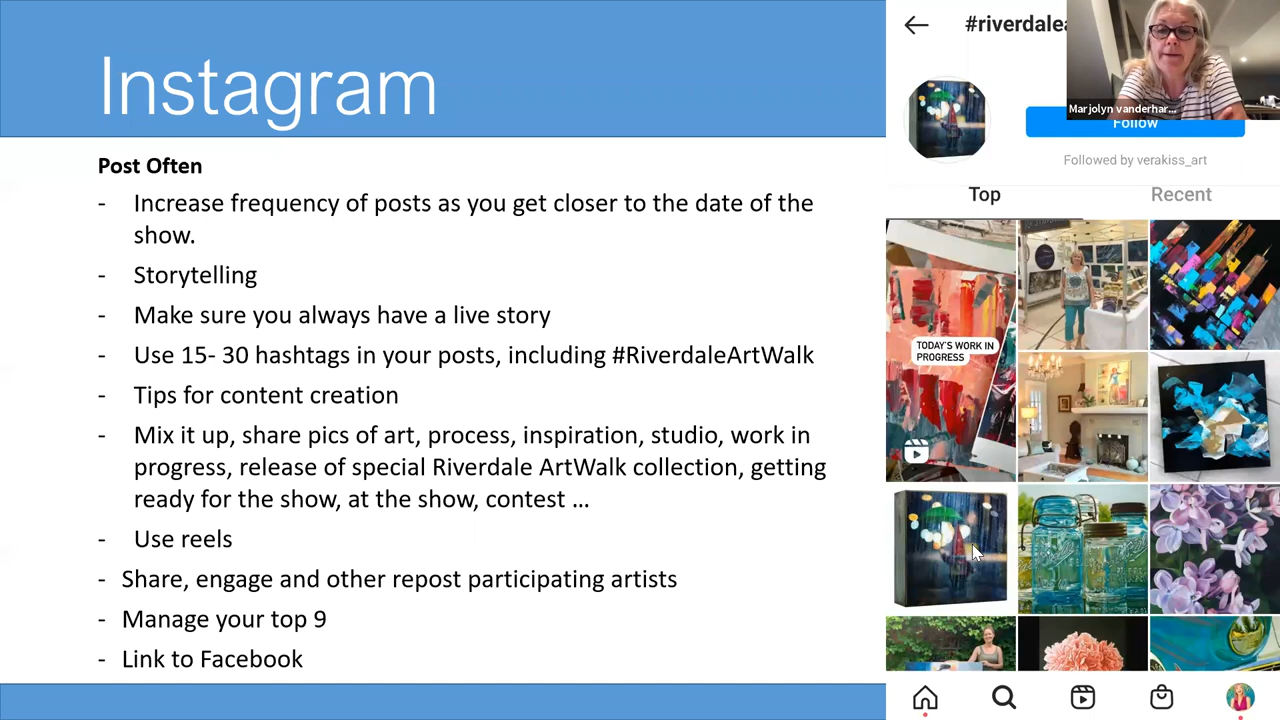 Instagram
Post Often
- Increase frequency of posts as you get closer to the date of the
show.
- Storytelling
- Make sure you always have a live story
- Use 15- 30 hashtags in your posts, including #RiverdaleArtWalk
- Tips for content creation
- Mix it up, share pics of art, process, inspiration, studio, work in
progress, release of special Riverdale ArtWalk collection, getting
ready for the show, at the show, contest ...
- Use reels
- Share, engage and other repost participating artists
- Manage your top 9
- Link to Facebook
#riverdalea
Marjolyn vanderhar...
Follow
Followed by verakiss_art
Top Recent
TODAY'S WORK IN
PROGRESS